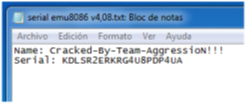 serial emu8086 v4,08.txt: Bloc de notas
Archivo Edición Formato Ver Ayuda
Name: Cracked-By-Team-AggressioN!!!
Serial: KDLSR2ERKRG4U8PDP4UA